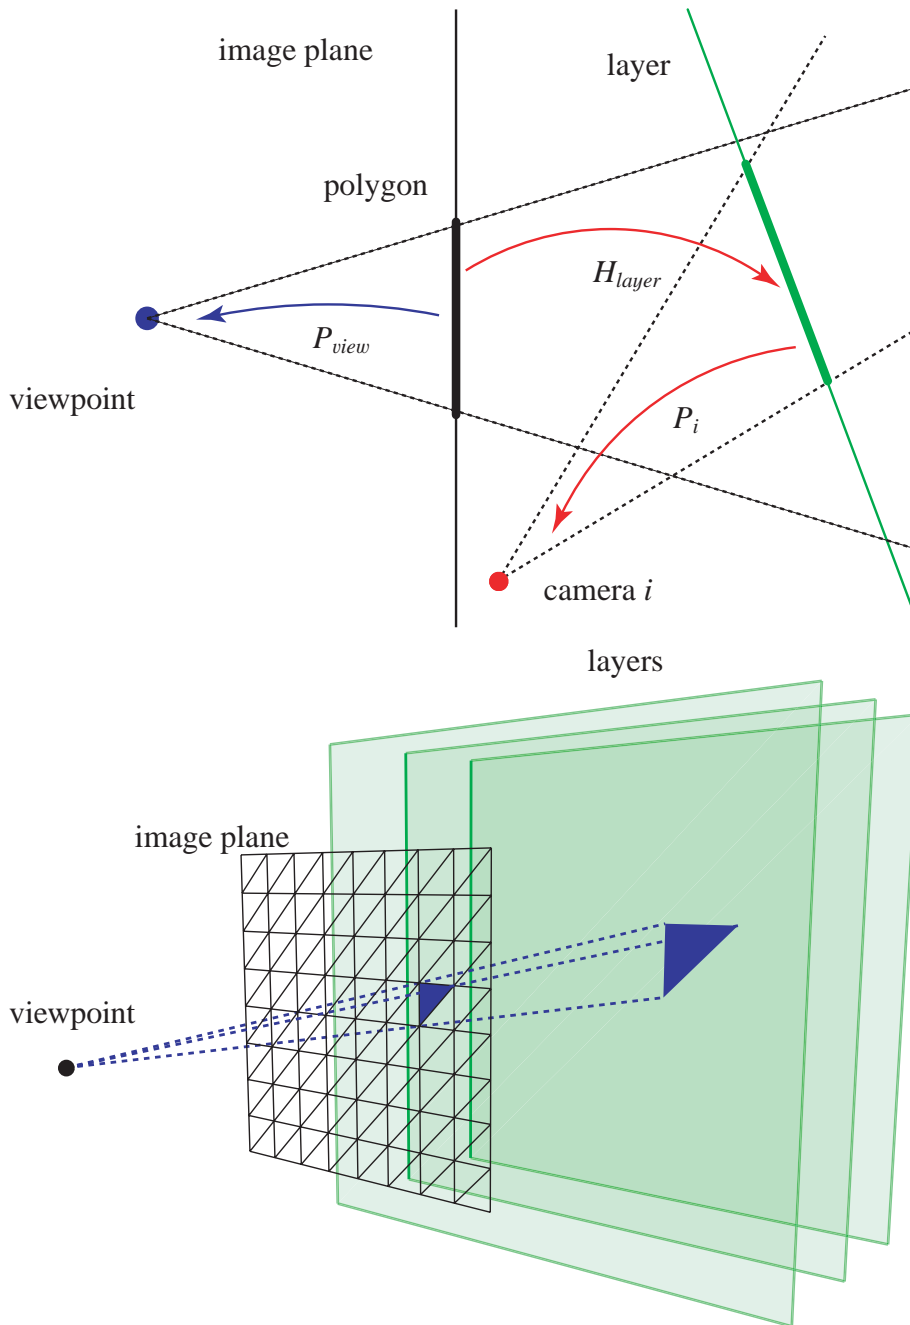 image plane
layer
polygon
H_layer
P_view
viewpoint
P_i
camera i
layers
image plane
viewpoint